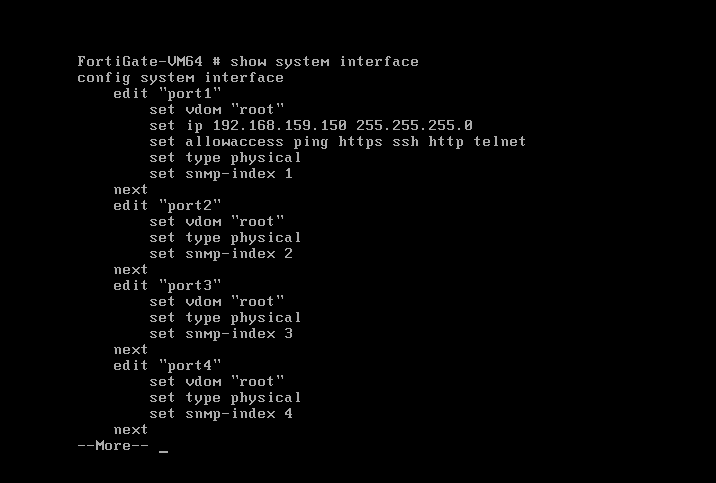 FortiGate-VM64 # show system interface
config system interface
    edit "port1"
        set vdom "root"
        set ip 192.168.159.150 255.255.255.0
        set allowaccess ping https ssh http telnet
        set type physical
        set snmp-index 1
    next
    edit "port2"
        set vdom "root"
        set type physical
        set snmp-index 2
    next
    edit "port3"
        set vdom "root"
        set type physical
        set snmp-index 3
    next
    edit "port4"
        set vdom "root"
        set type physical
        set snmp-index 4
    next
--More-- _